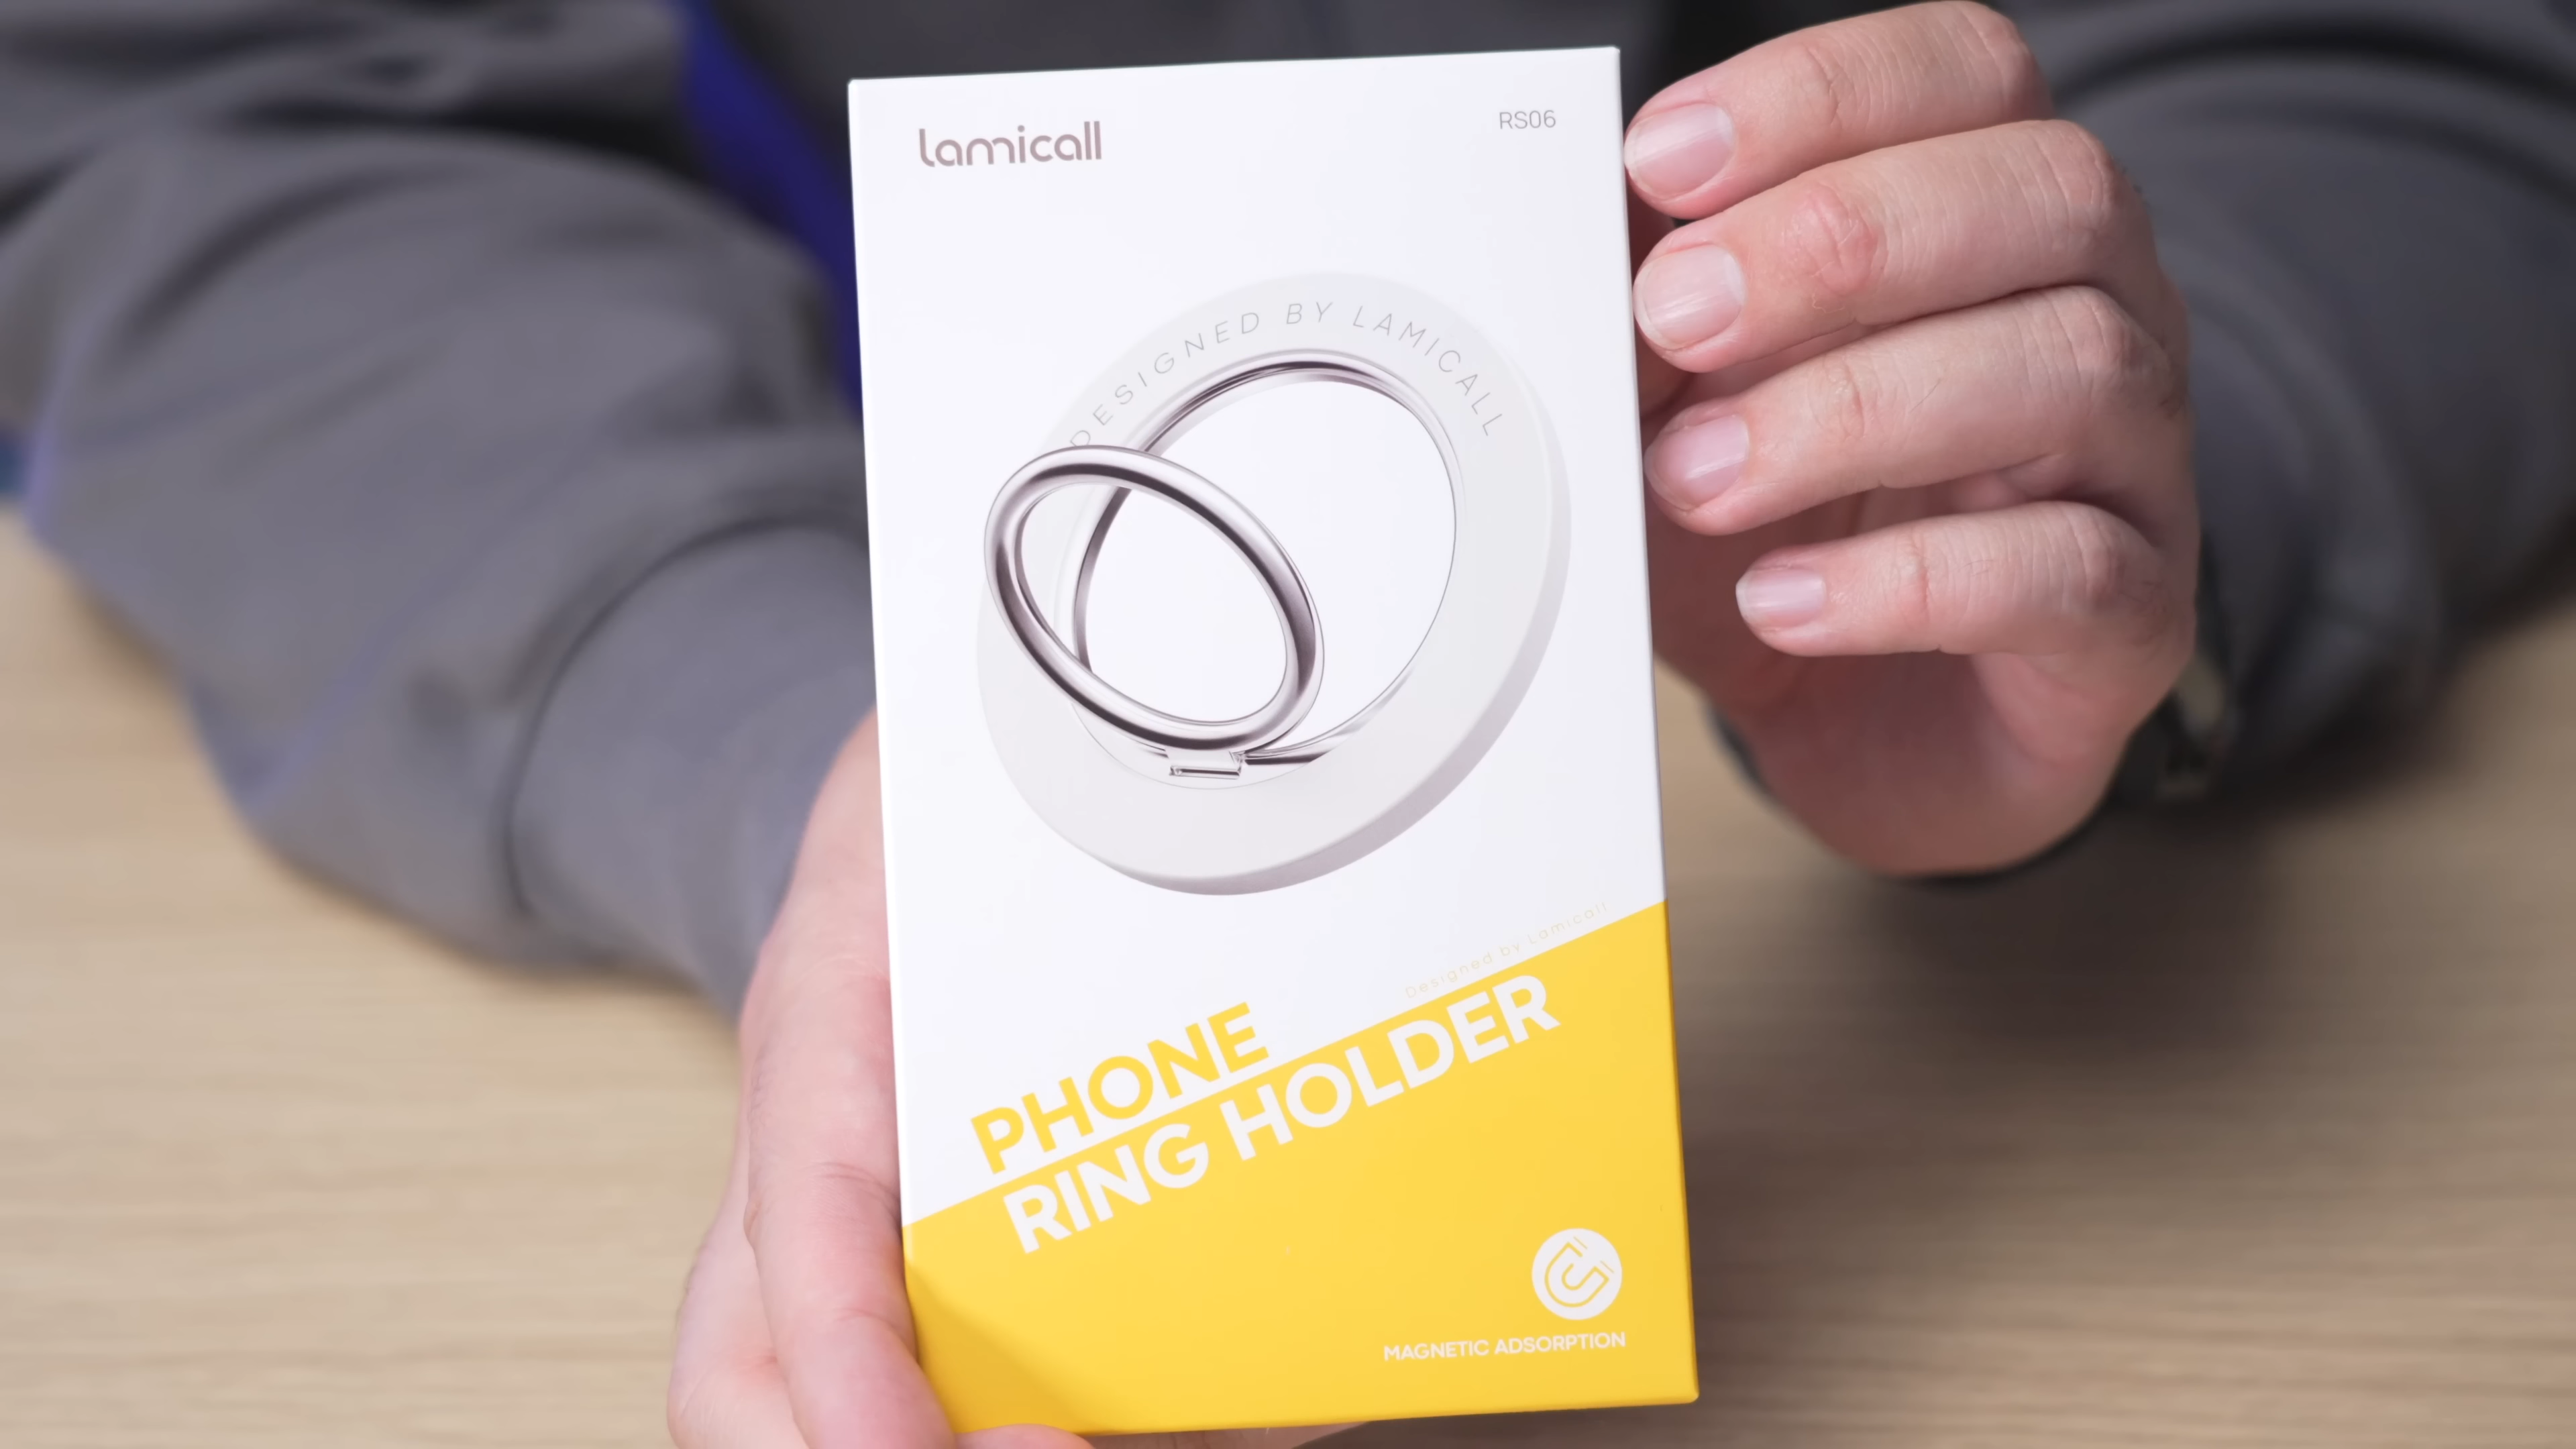 lamicall
RS06
DESIGNED BY LAMICALL
Designed by Lamicall
PHONE
RING HOLDER
MAGNETIC ADSORPTION